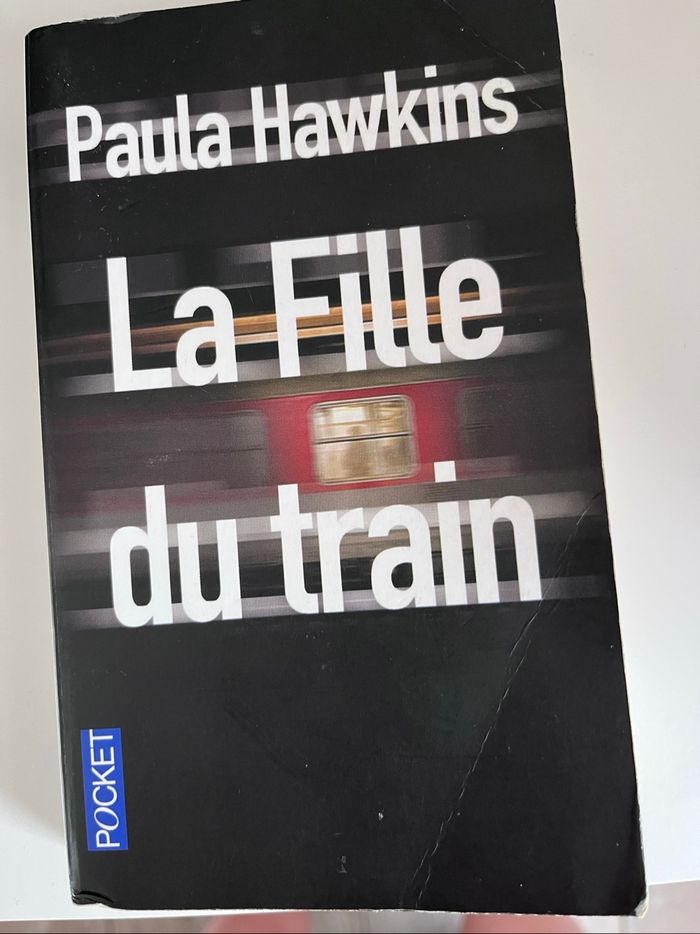 Paula Hawkins
La Fille
du train
POCKET